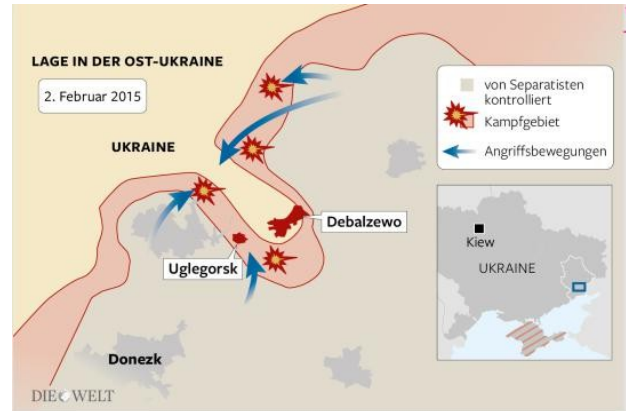 LAGE IN DER OST-UKRAINE
2. Februar 2015
UKRAINE
Debalzewo
Uglegorsk
Donezk
von Separatisten
kontrolliert
Kampfgebiet
Angriffsbewegungen
Kiew
UKRAINE
DIE WELT